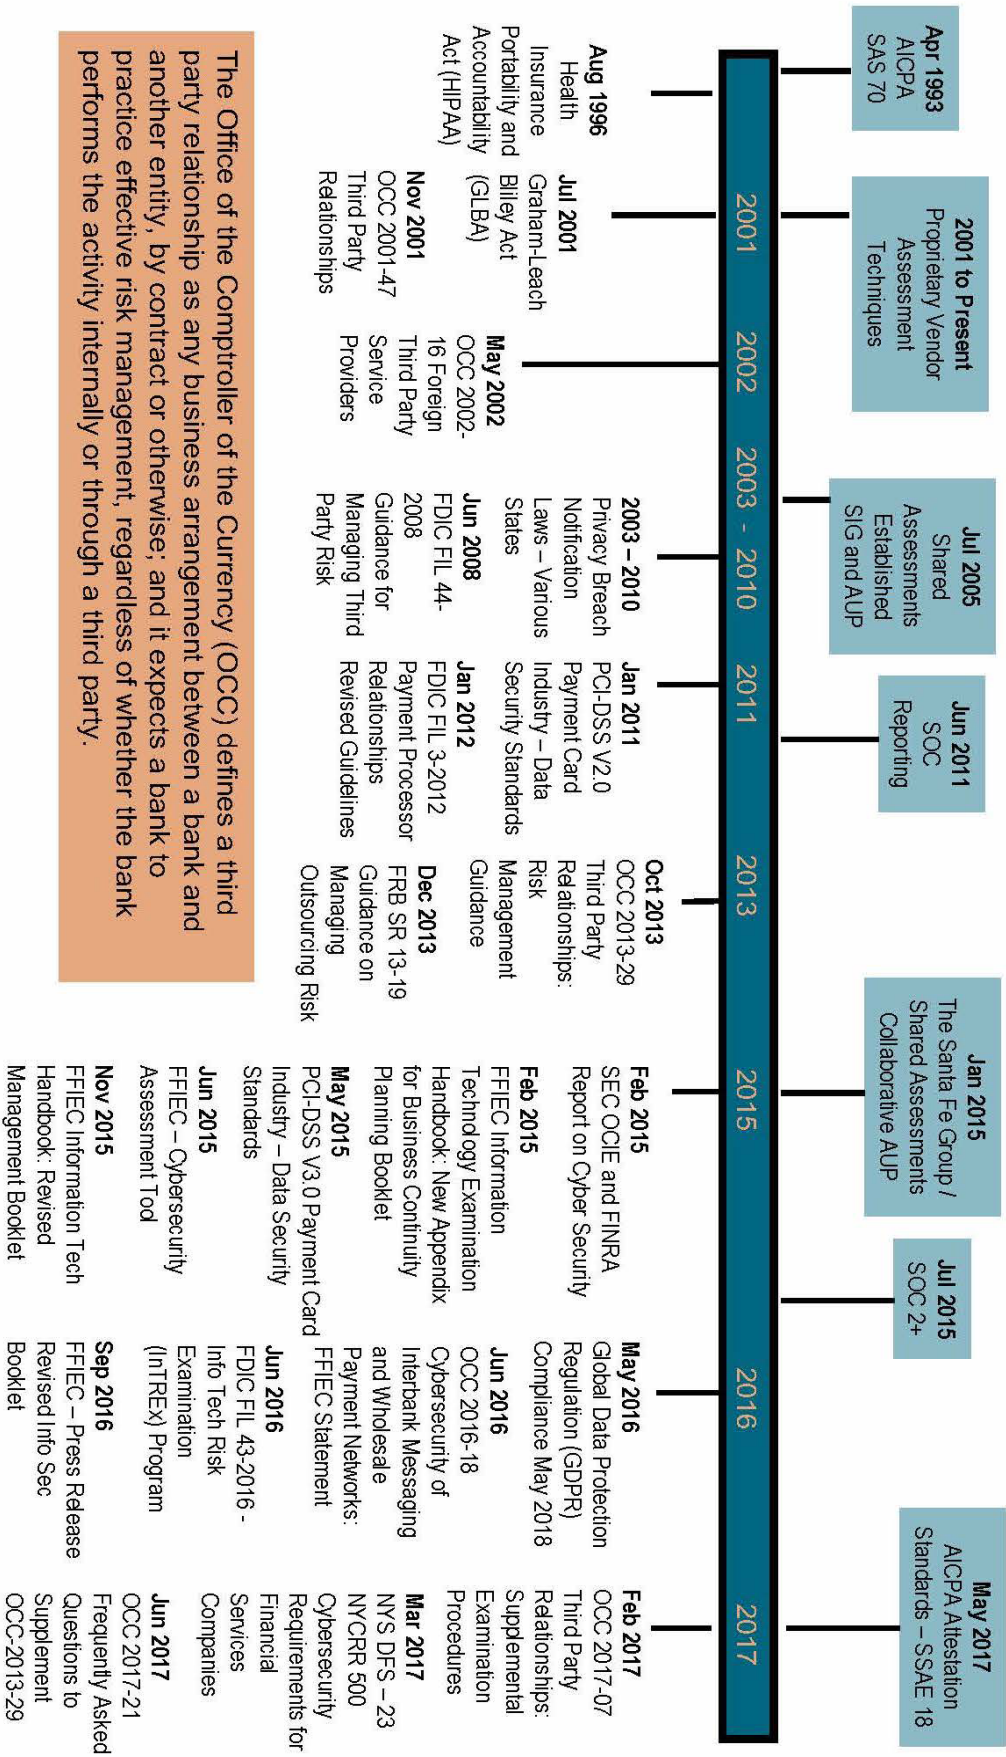 Apr 1993
AICPA
SAS 70
2001 to Present
Proprietary Vendor
Assessment
Techniques
Jul 2005
Shared
Assessments
Established
SIG and AUP
Jun 2011
SOC
Reporting
Jan 2015
The Santa Fe Group /
Shared Assessments
Collaborative AUP
Jul 2015
SOC 2+
May 2017
AICPA Attestation
Standards – SSAE 18
2001
2002
2003 - 2010
2011
2013
2015
2016
2017
Aug 1996
Health
Insurance
Portability and
Accountability
Act (HIPAA)
Jul 2001
Graham-Leach
Bliley Act
(GLBA)
Nov 2001
OCC 2001-47
Third Party
Relationships
May 2002
OCC 2002-
16 Foreign
Third Party
Service
Providers
2003 – 2010
Privacy Breach
Notification
Laws – Various
States
Jun 2008
FDIC FIL 44-
2008
Guidance for
Managing Third
Party Risk
Jan 2011
PCI-DSS V2.0
Payment Card
Industry – Data
Security Standards
Jan 2012
FDIC FIL 3-2012
Payment Processor
Relationships
Revised Guidelines
Oct 2013
OCC 2013-29
Third Party
Relationships:
Risk
Management
Guidance
Dec 2013
FRB SR 13-19
Guidance on
Managing
Outsourcing Risk
Feb 2015
SEC OCIE and FINRA
Report on Cyber Security
Feb 2015
FFIEC Information
Technology Examination
Handbook: New Appendix
for Business Continuity
Planning Booklet
May 2015
PCI-DSS V3.0 Payment Card
Industry – Data Security
Standards
Jun 2015
FFIEC – Cybersecurity
Assessment Tool
Nov 2015
FFIEC Information Tech
Handbook: Revised
Management Booklet
May 2016
Global Data Protection
Regulation (GDPR)
Compliance May 2018
Jun 2016
OCC 2016-18
Cybersecurity of
Interbank Messaging
and Wholesale
Payment Networks:
FFIEC Statement
Jun 2016
FDIC FIL 43-2016 -
Info Tech Risk
Examination
(InTREx) Program
Sep 2016
FFIEC – Press Release
Revised Info Sec
Booklet
Feb 2017
OCC 2017-07
Third Party
Relationships:
Supplemental
Examination
Procedures
Mar 2017
NYS DFS – 23
NYCRR 500
Cybersecurity
Requirements for
Financial
Services
Companies
Jun 2017
OCC 2017-21
Frequently Asked
Questions to
Supplement
OCC-2013-29
The Office of the Comptroller of the Currency (OCC) defines a third
party relationship as any business arrangement between a bank and
another entity, by contract or otherwise; and it expects a bank to
practice effective risk management, regardless of whether the bank
performs the activity internally or through a third party.